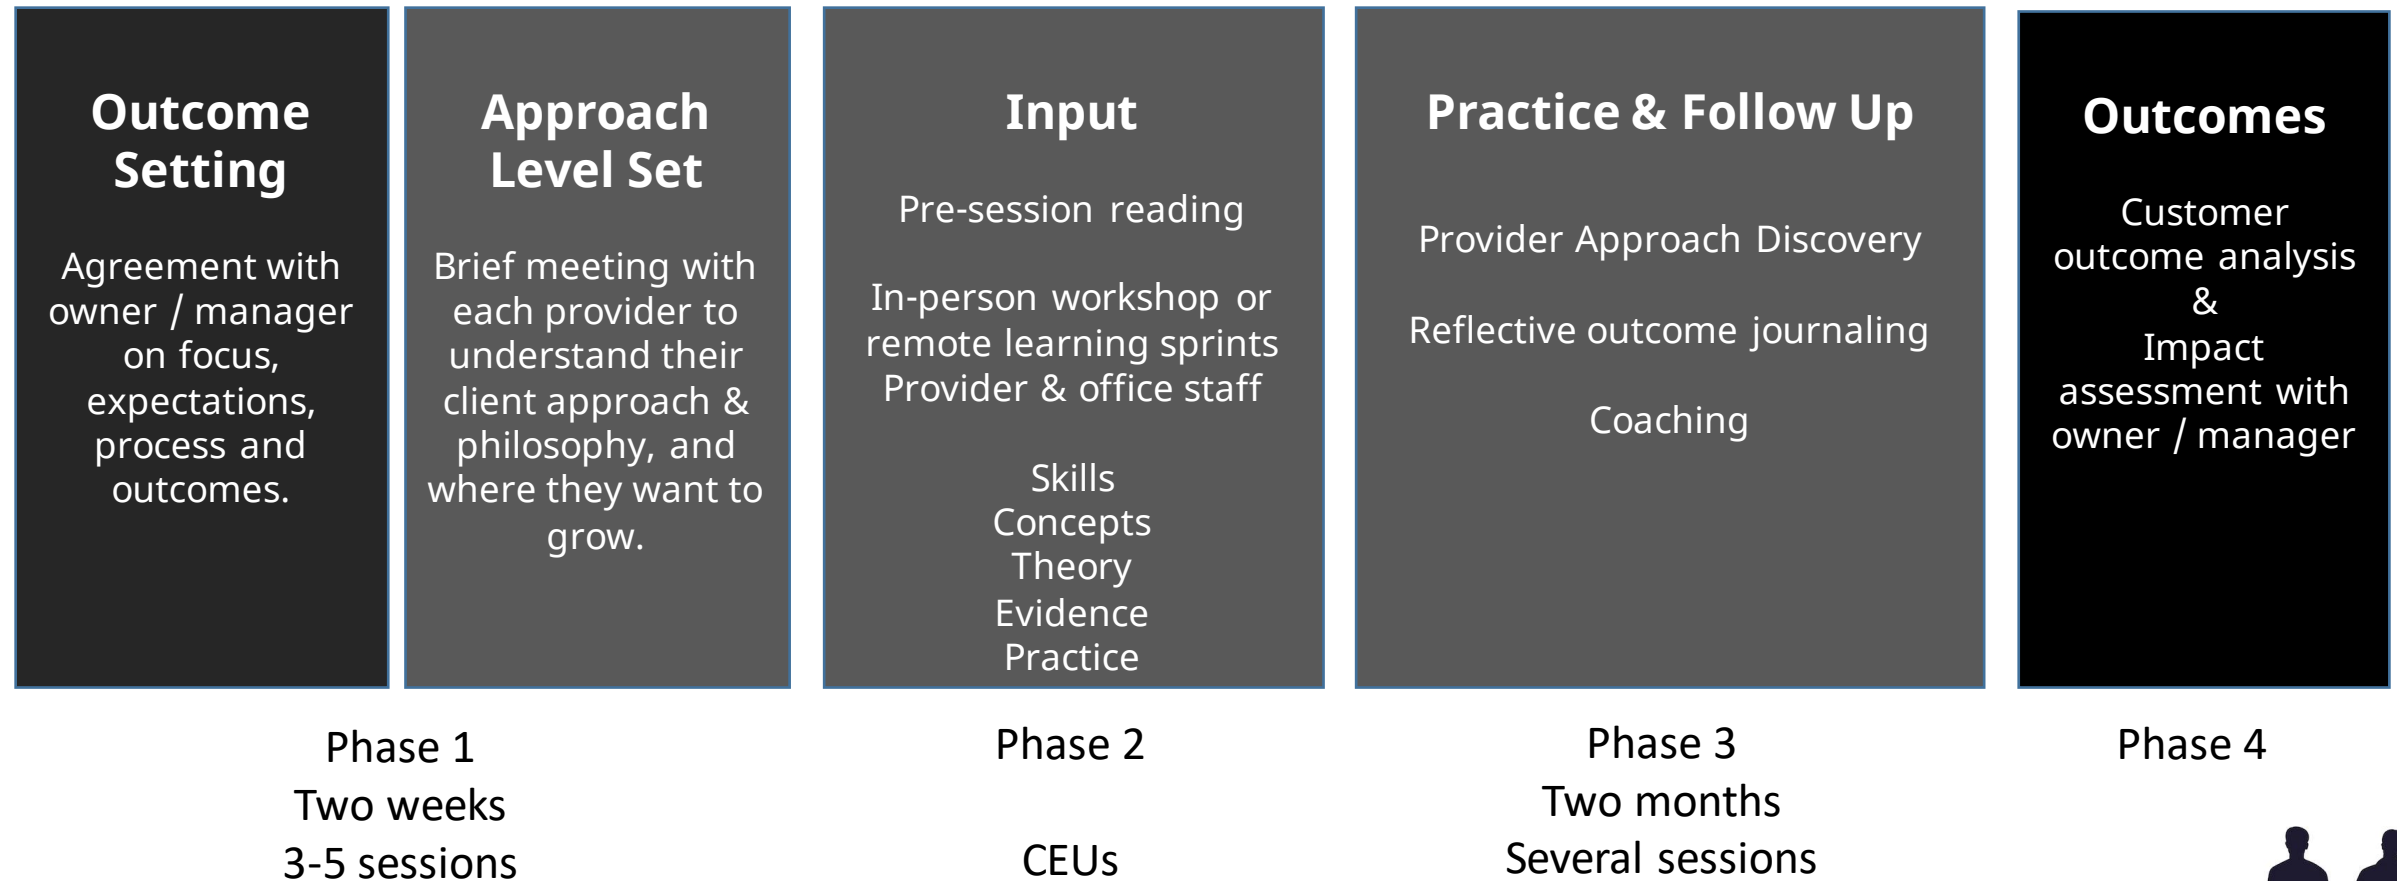 Outcome
Setting
Agreement with
owner / manager
on focus,
expectations,
process and
outcomes.
Approach
Level Set
Brief meeting with
each provider to
understand their
client approach &
philosophy, and
where they want to
grow.
Input
Pre-session reading
In-person workshop or
remote learning sprints
Provider & office staff
Skills
Concepts
Theory
Evidence
Practice
Practice & Follow Up
Provider Approach Discovery
Reflective outcome journaling
Coaching
Outcomes
Customer
outcome analysis
&
Impact
assessment with
owner / manager
Phase 1
Two weeks
3-5 sessions
Phase 2
CEUs
Phase 3
Two months
Several sessions
Phase 4